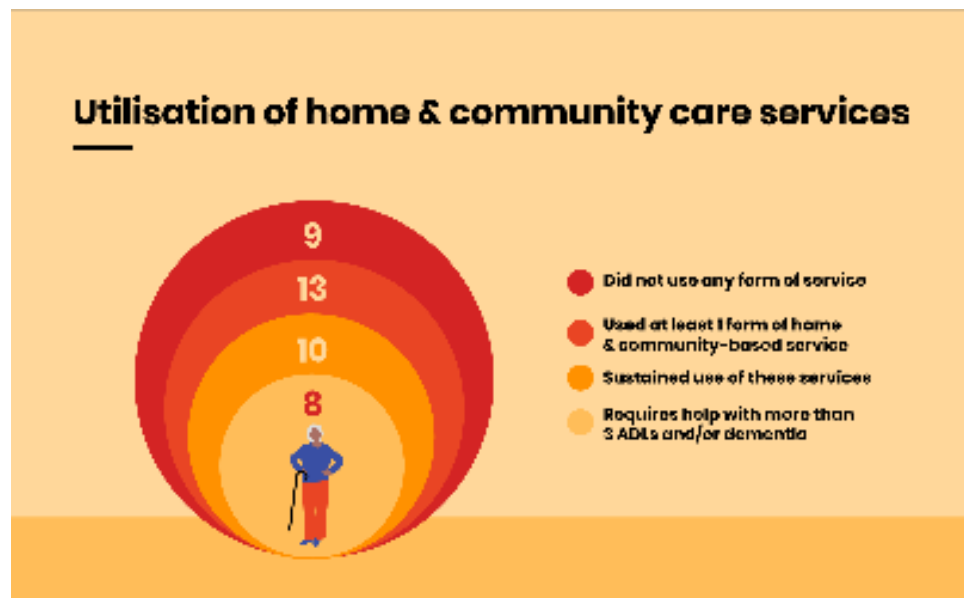 Utilisation of home & community care services
9
13
10
8
Did not use any form of service
Used at least 1 form of home
& community-based service
Sustained use of these services
Requires help with more than
3 ADLs and/or dementia